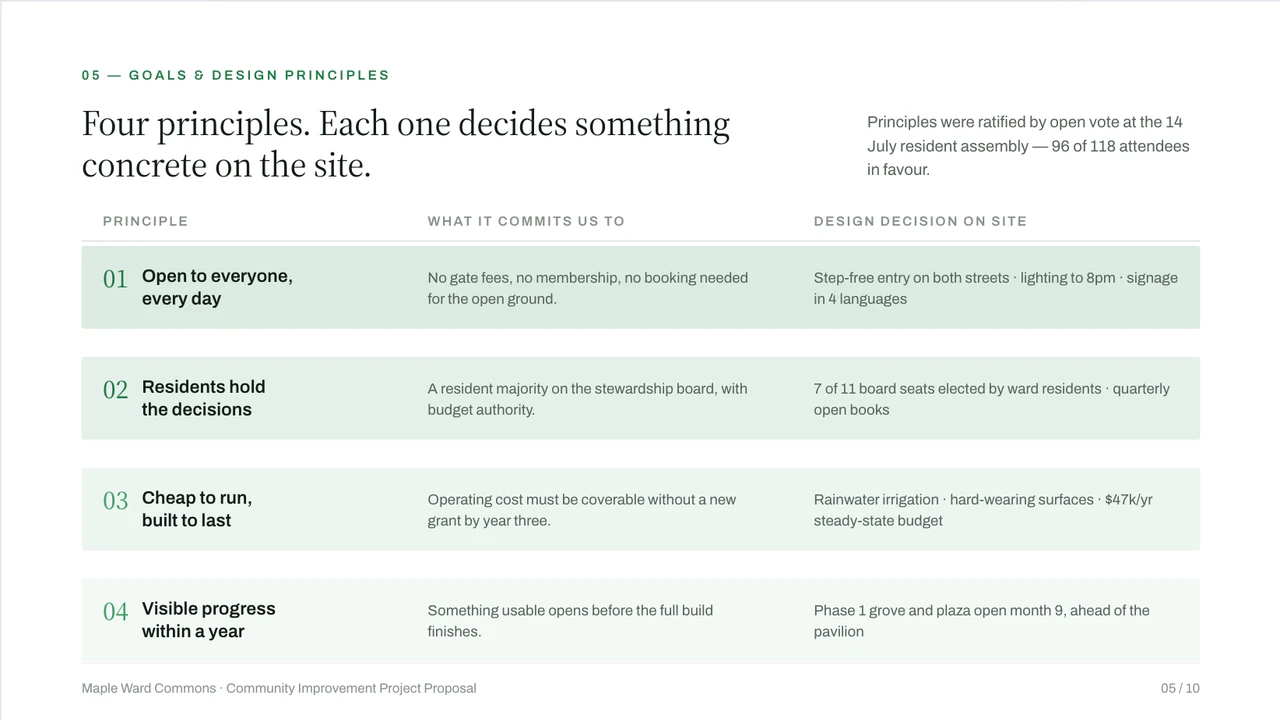 05 — GOALS & DESIGN PRINCIPLES
Four principles. Each one decides something
concrete on the site.
Principles were ratified by open vote at the 14
July resident assembly — 96 of 118 attendees
in favour.
PRINCIPLE
WHAT IT COMMITS US TO
DESIGN DECISION ON SITE
01
Open to everyone,
every day
No gate fees, no membership, no booking needed
for the open ground.
Step-free entry on both streets · lighting to 8pm · signage
in 4 languages
02
Residents hold
the decisions
A resident majority on the stewardship board, with
budget authority.
7 of 11 board seats elected by ward residents · quarterly
open books
03
Cheap to run,
built to last
Operating cost must be coverable without a new
grant by year three.
Rainwater irrigation · hard-wearing surfaces · $47k/yr
steady-state budget
04
Visible progress
within a year
Something usable opens before the full build
finishes.
Phase 1 grove and plaza open month 9, ahead of the
pavilion
Maple Ward Commons · Community Improvement Project Proposal
05 / 10